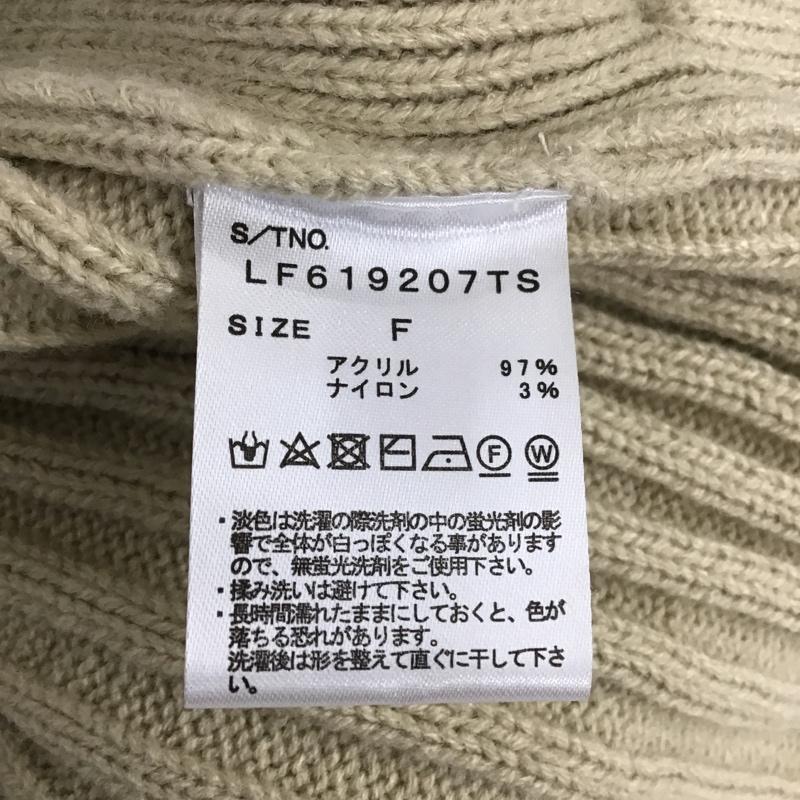 S/TNO.
LF619207TS
SIZE F
アクリル 97%
ナイロン 3%
F W
・淡色は洗濯の際洗剤の中の蛍光剤の影
響で全体が白っぽくなる事があります
ので、無蛍光洗剤をご使用下さい。
・揉み洗いは避けて下さい。
・長時間濡れたままにしておくと、色が
落ちる恐れがあります。
洗濯後は形を整えて直ぐに干して下さ
い。